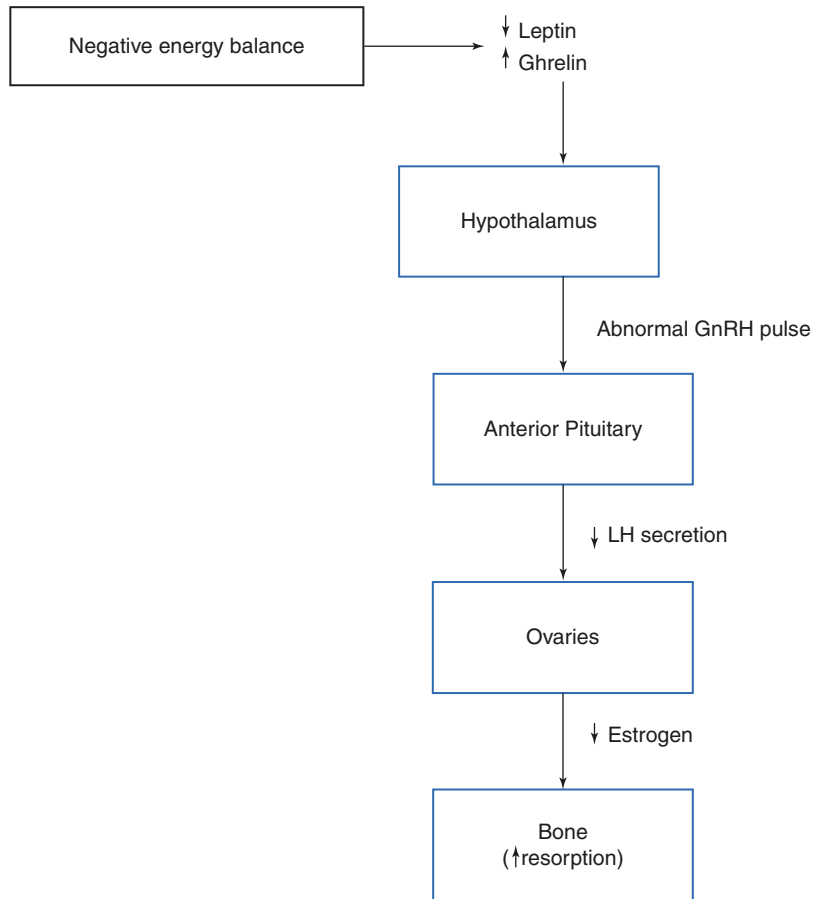 Negative energy balance
↓ Leptin
↑ Ghrelin
Hypothalamus
Abnormal GnRH pulse
Anterior Pituitary
↓ LH secretion
Ovaries
↓ Estrogen
Bone
(↑resorption)